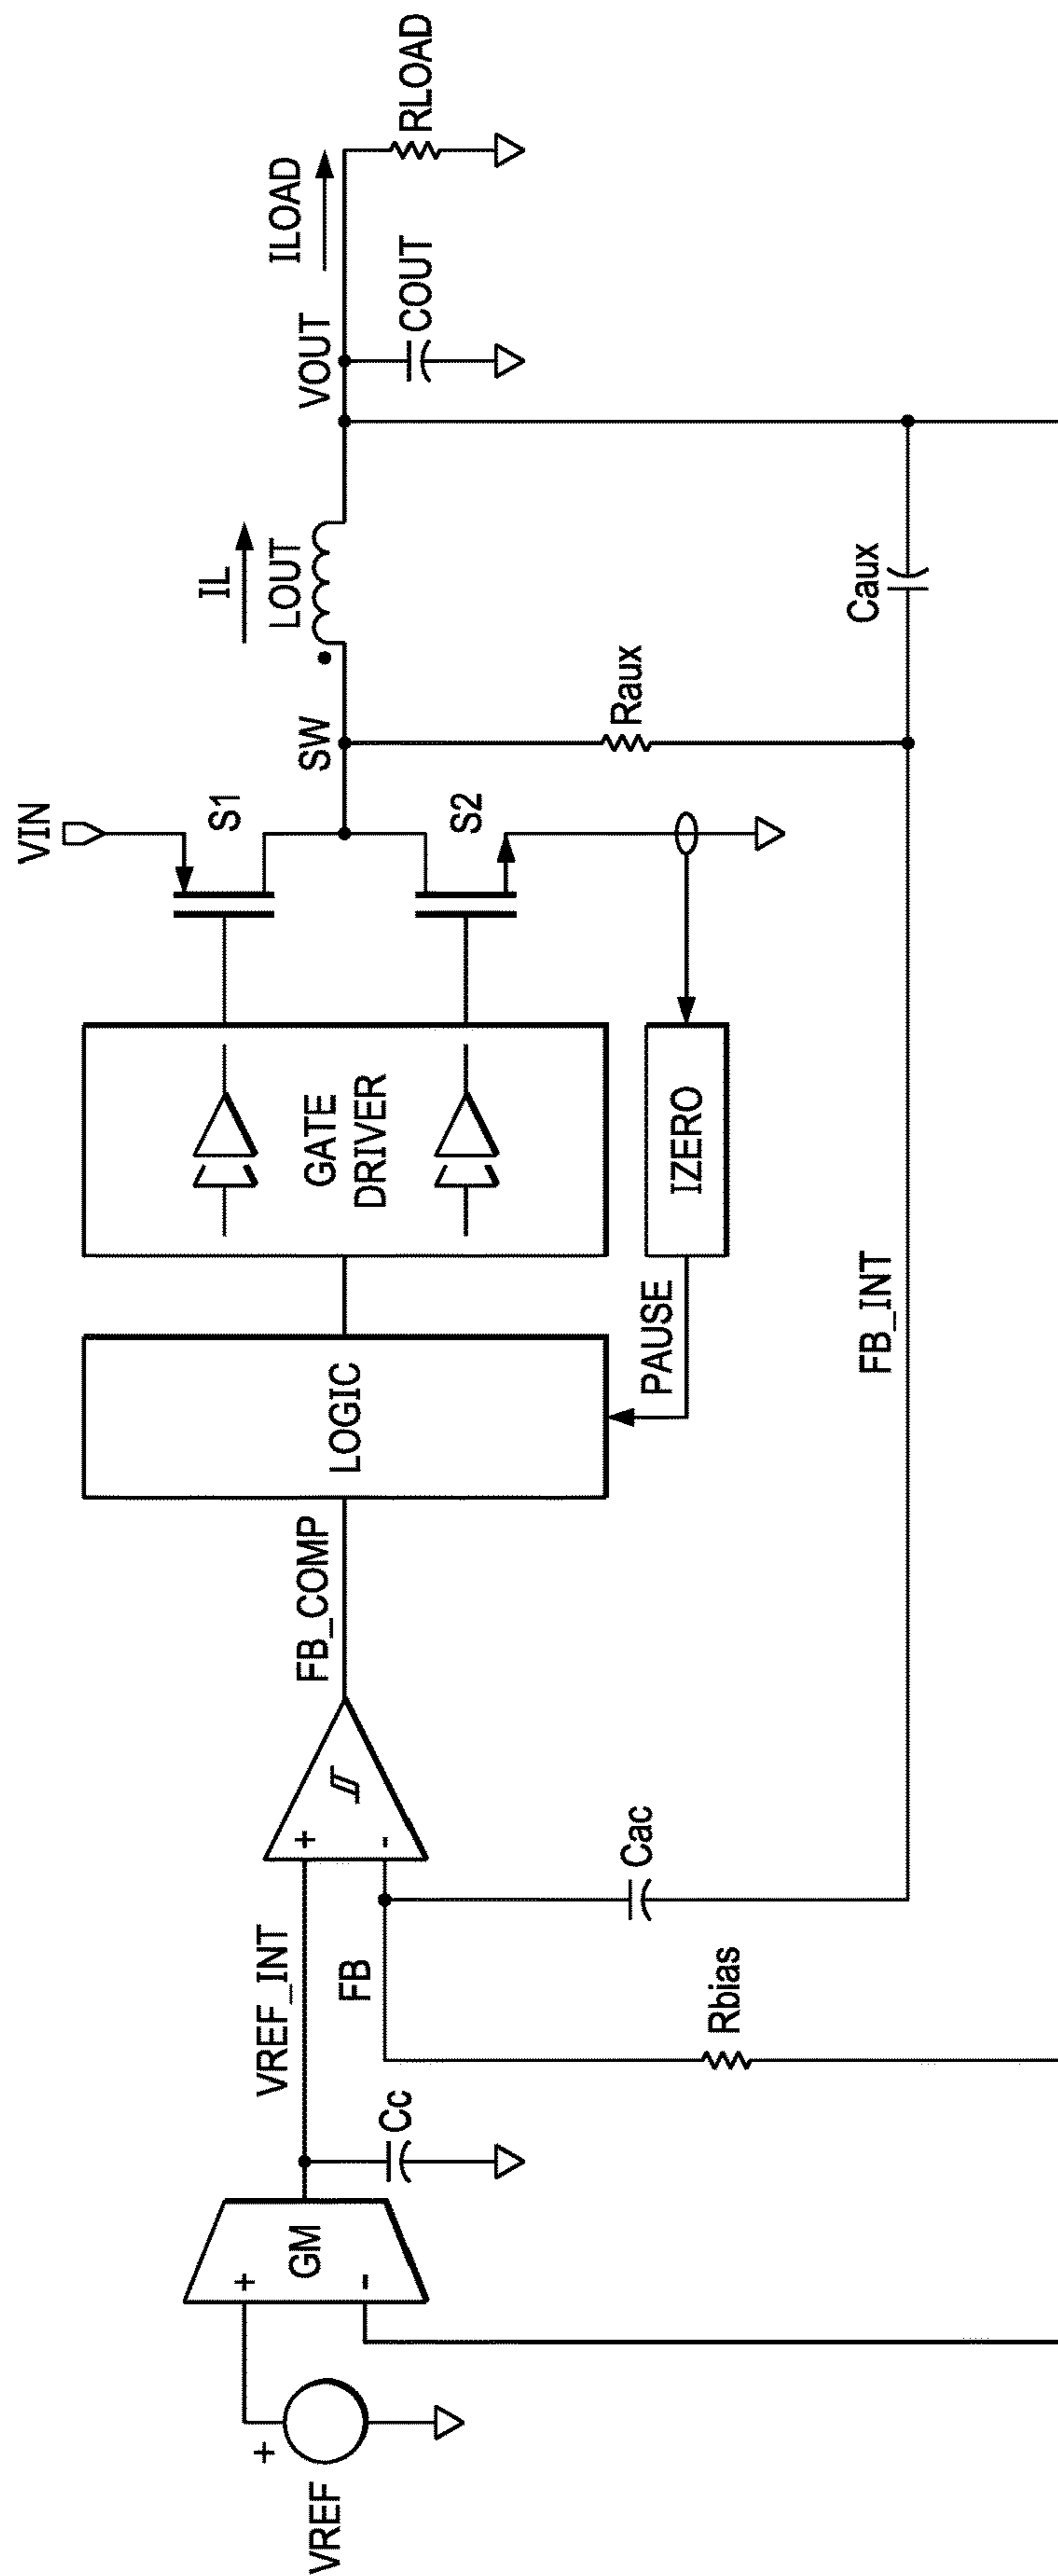 VREF
+
+
-
GM
Cc
VREF_INT
FB
Rbias
+
-
Cac
FB_COMP
LOGIC
PAUSE
GATE
DRIVER
IZERO
FB_INT
VIN
S1
S2
SW
Raux
IL
LOUT
Caux
VOUT
COUT
ILOAD
RLOAD